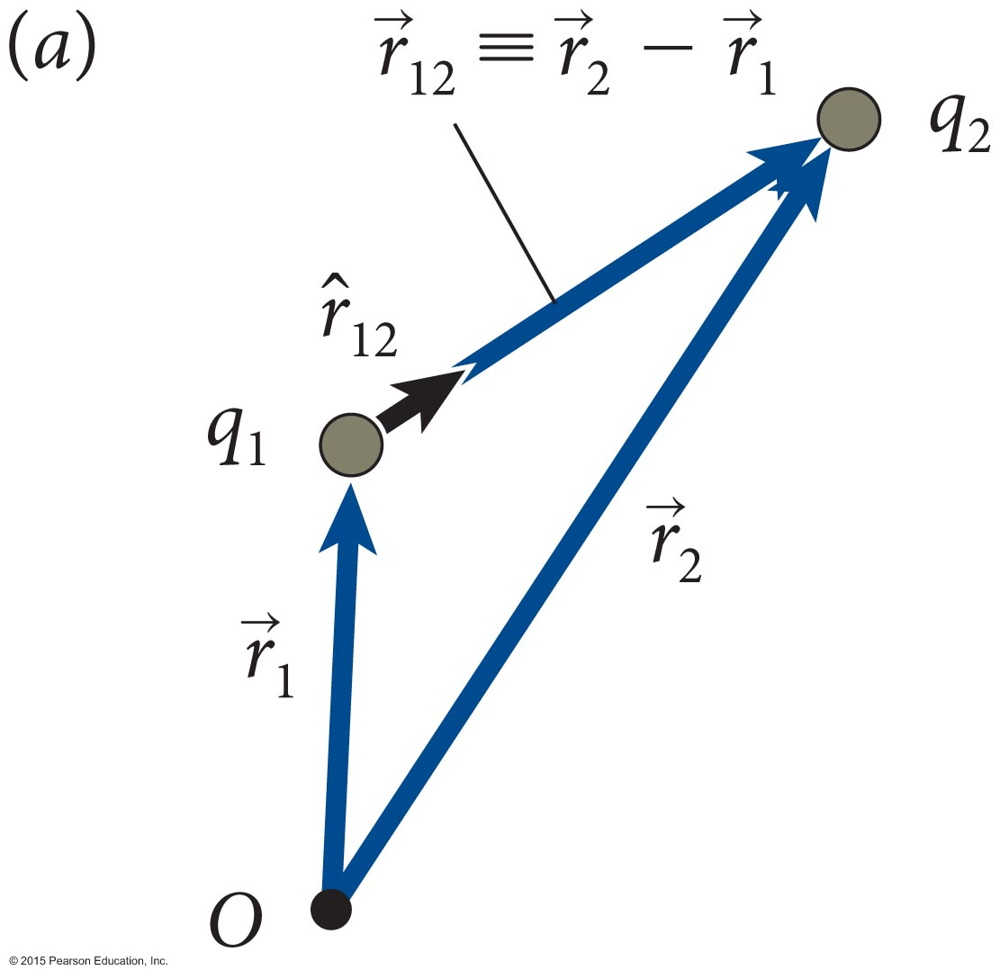 (a)
r⃗₁₂ ≡ r⃗₂ − r⃗₁
q₂
r̂₁₂
q₁
r⃗₂
r⃗₁
O
© 2015 Pearson Education, Inc.